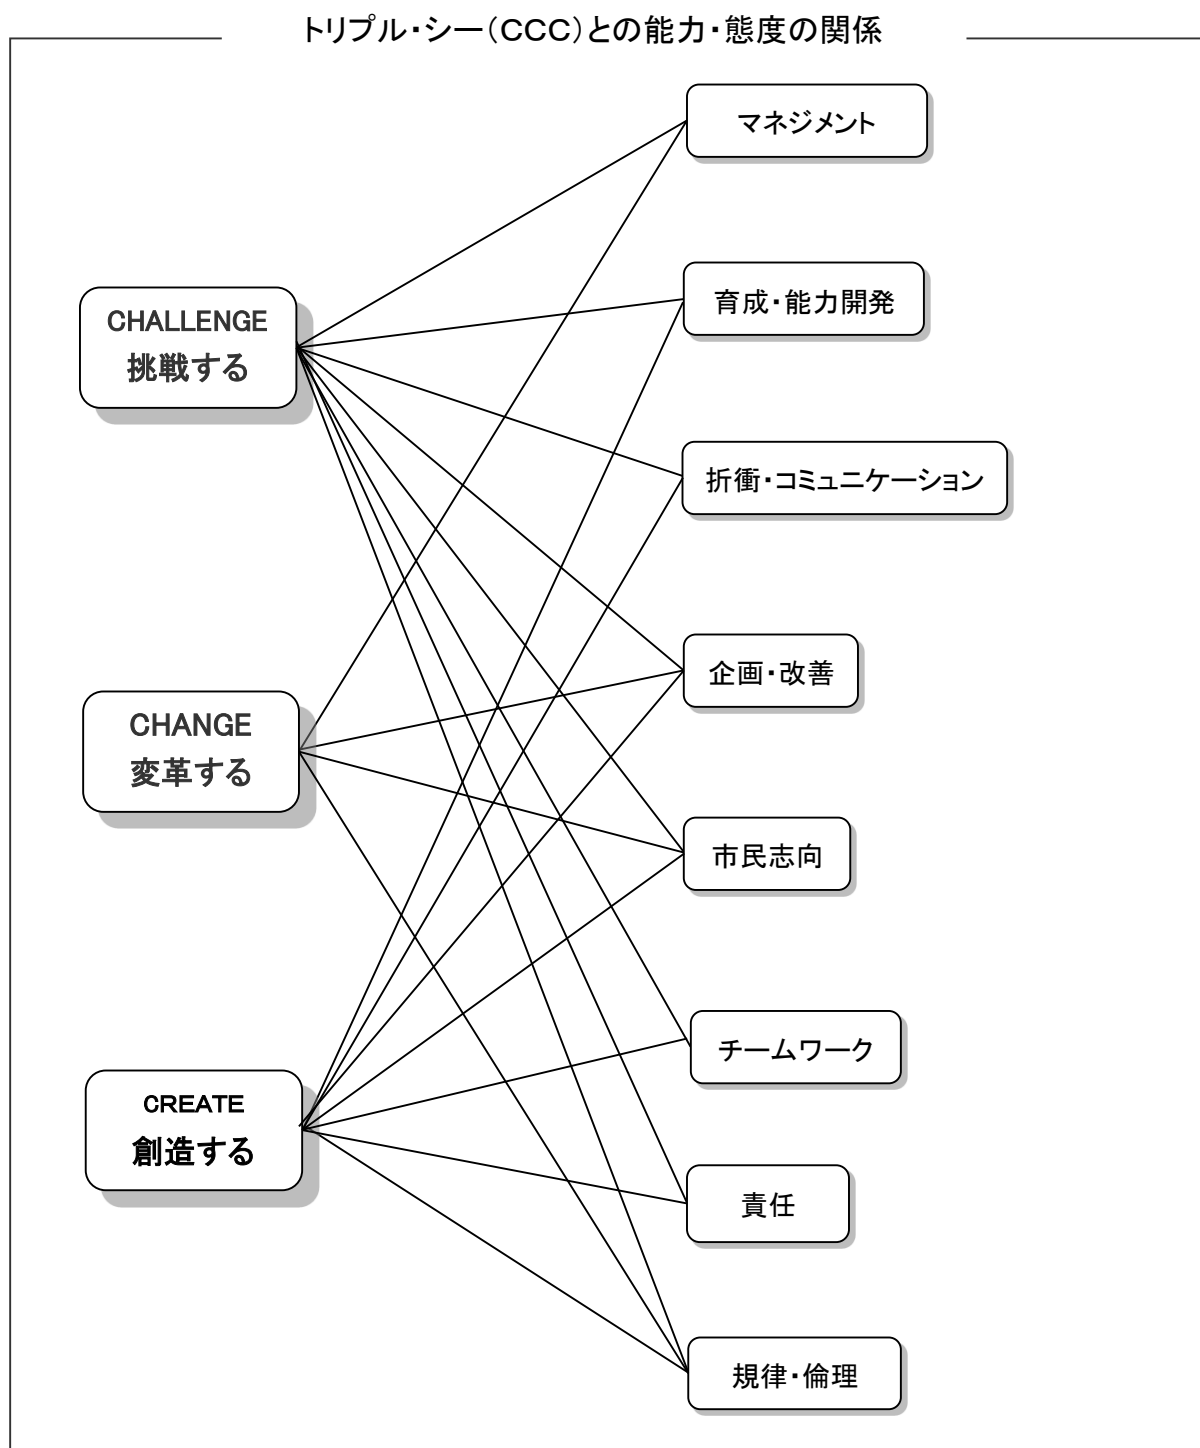 トリプル・シー（ＣＣＣ）との能力・態度の関係
マネジメント
育成・能力開発
CHALLENGE
挑戦する
折衝・コミュニケーション
企画・改善
CHANGE
変革する
市民志向
チームワーク
CREATE
創造する
責任
規律・倫理